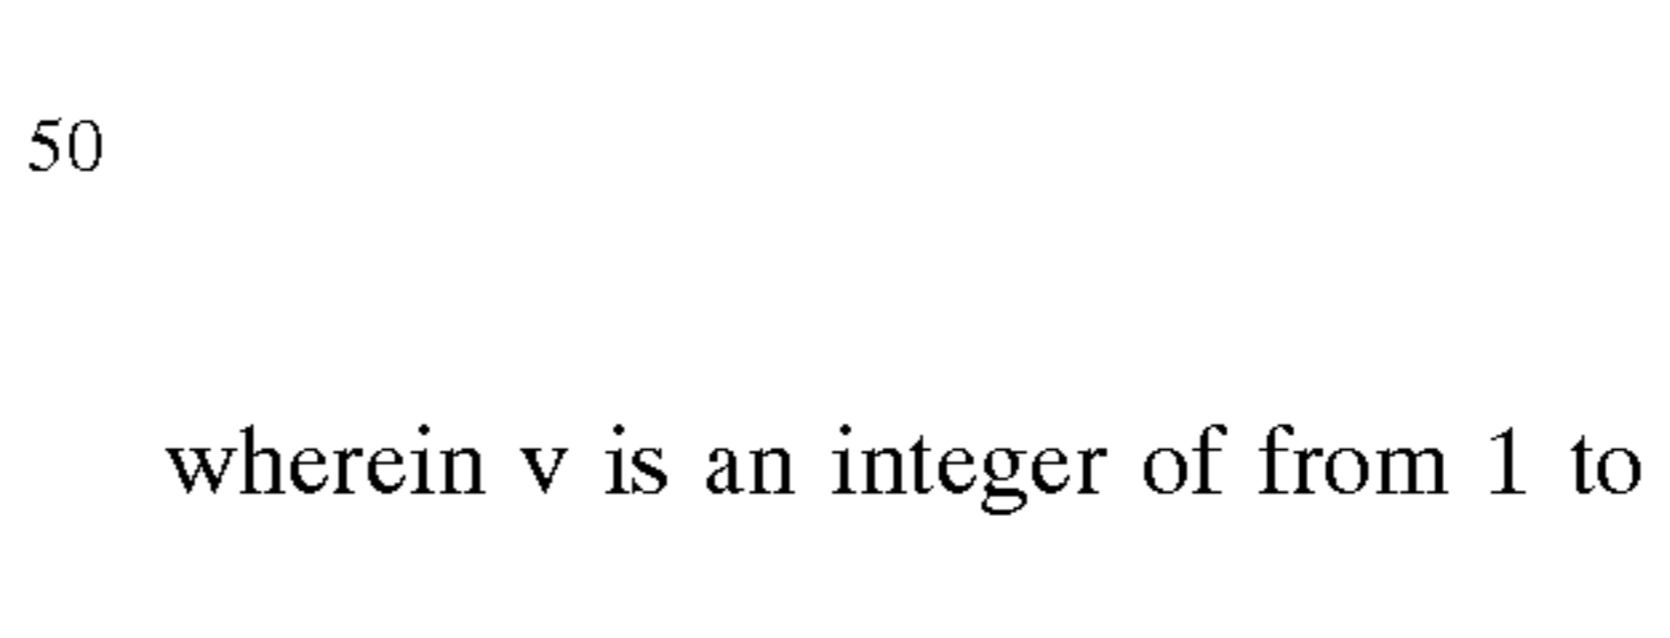 50
wherein v is an integer of from 1 to